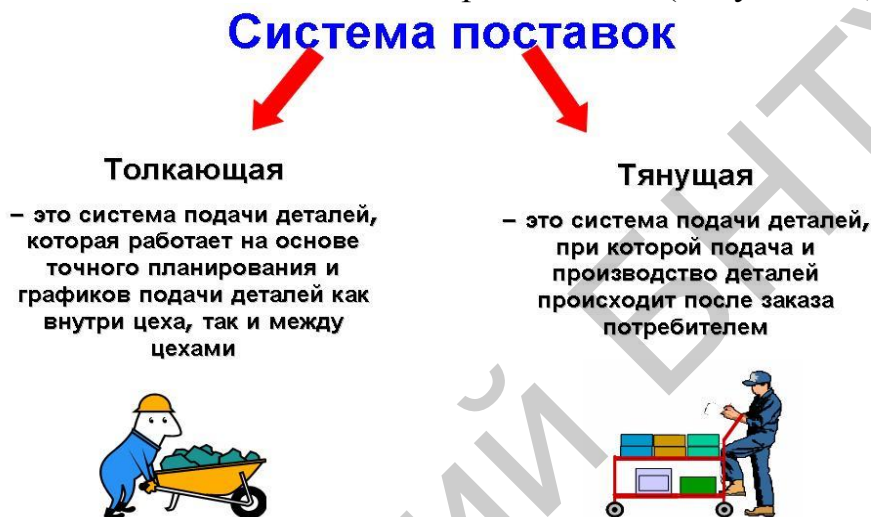 Система поставок
Толкающая
– это система подачи деталей,
которая работает на основе
точного планирования и
графиков подачи деталей как
внутри цеха, так и между
цехами
Тянущая
– это система подачи деталей,
при которой подача и
производство деталей
происходит после заказа
потребителем
БНТУ